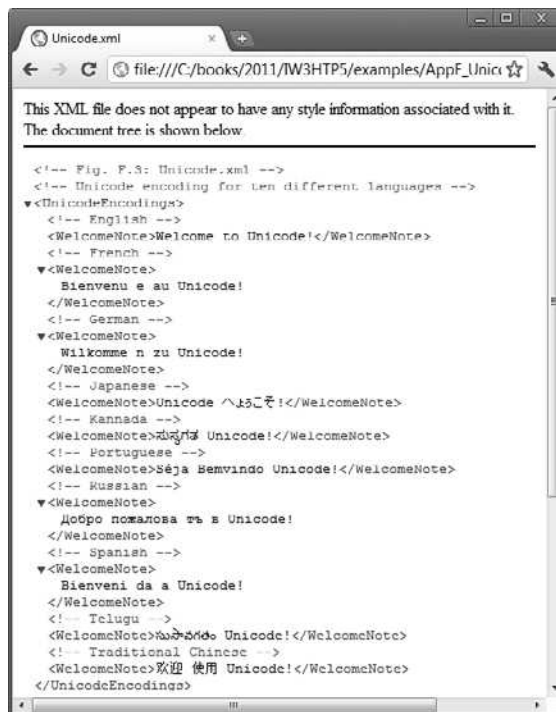 Unicode.xml
file:///C:/books/2011/IW3HTP5/examples/AppF_Unic
This XML file does not appear to have any style information associated with it.
The document tree is shown below.
<!-- Fig. F.3: Unicode.xml -->
<!-- Unicode encoding for ten different languages -->
▼<UnicodeEncodings>
<!-- English -->
<WelcomeNote>Welcome to Unicode!</WelcomeNote>
<!-- French -->
▼<WelcomeNote>
Bienvenu e au Unicode!
</WelcomeNote>
<!-- German -->
▼<WelcomeNote>
Wilkomme n zu Unicode!
</WelcomeNote>
<!-- Japanese -->
<WelcomeNote>Unicode へようこそ!</WelcomeNote>
<!-- Kannada -->
<WelcomeNote>ಸುಸ್ವಗತ Unicode!</WelcomeNote>
<!-- Portuguese -->
<WelcomeNote>Séja Bemvindo Unicode!</WelcomeNote>
<!-- Russian -->
▼<WelcomeNote>
Добро пожалова тъ в Unicode!
</WelcomeNote>
<!-- Spanish -->
▼<WelcomeNote>
Bienveni da a Unicode!
</WelcomeNote>
<!-- Telugu -->
<WelcomeNote>సుస్వాగతం Unicode!</WelcomeNote>
<!-- Traditional Chinese -->
<WelcomeNote>欢迎 使用 Unicode!</WelcomeNote>
</UnicodeEncodings>